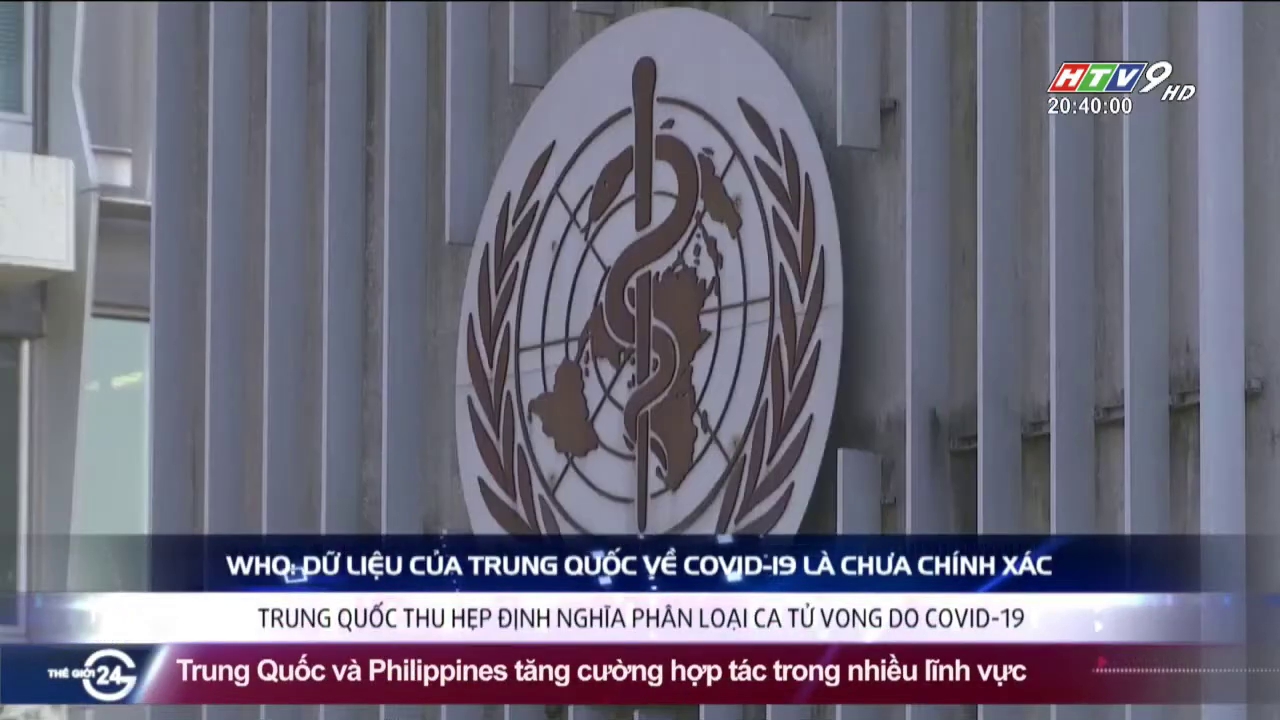 HTV9 HD
20:40:00
WHO: DỮ LIỆU CỦA TRUNG QUỐC VỀ COVID-19 LÀ CHƯA CHÍNH XÁC
TRUNG QUỐC THU HẸP ĐỊNH NGHĨA PHÂN LOẠI CA TỬ VONG DO COVID-19
THẾ GIỚI 24G
Trung Quốc và Philippines tăng cường hợp tác trong nhiều lĩnh vực